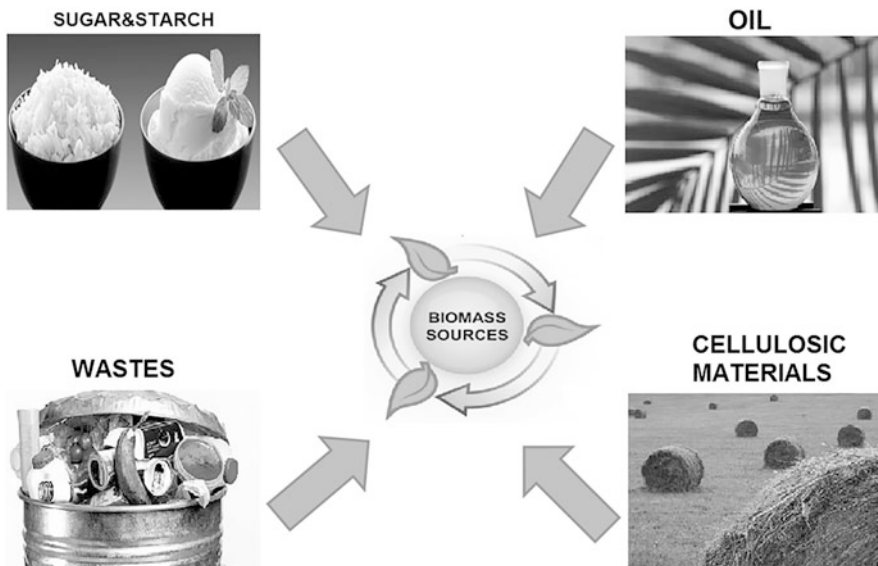 SUGAR&STARCH
OIL
BIOMASS
SOURCES
WASTES
CELLULOSIC
MATERIALS